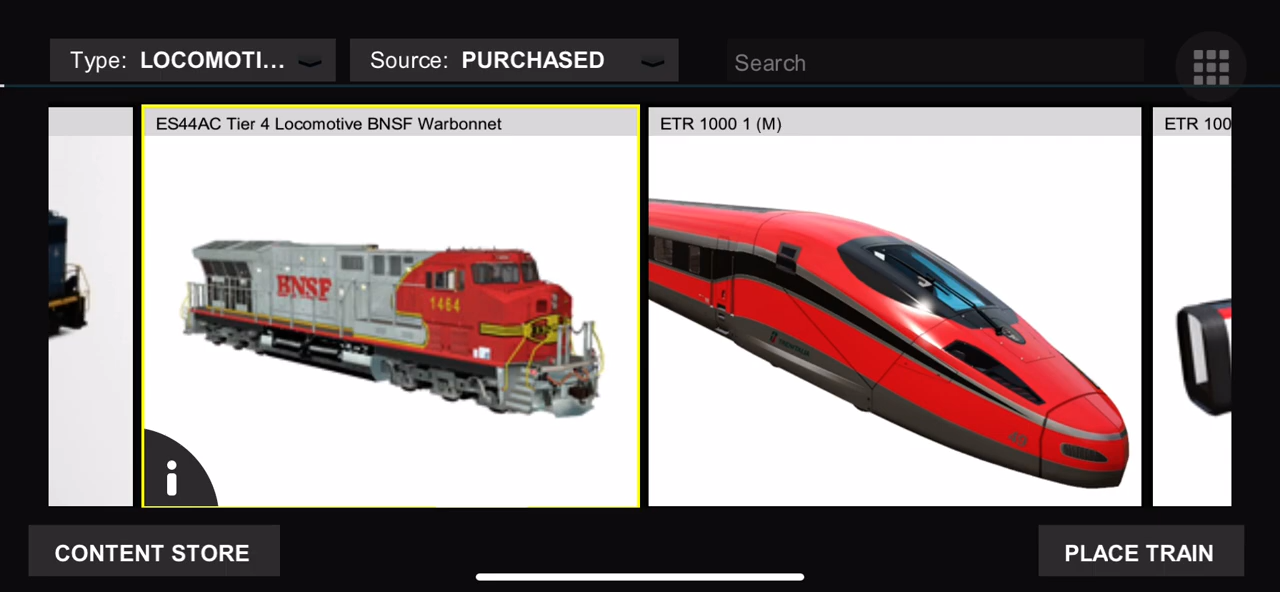 Type: LOCOMOTI...
Source: PURCHASED
Search
ES44AC Tier 4 Locomotive BNSF Warbonnet
ETR 1000 1 (M)
ETR 100
BNSF
1464
i
CONTENT STORE
PLACE TRAIN